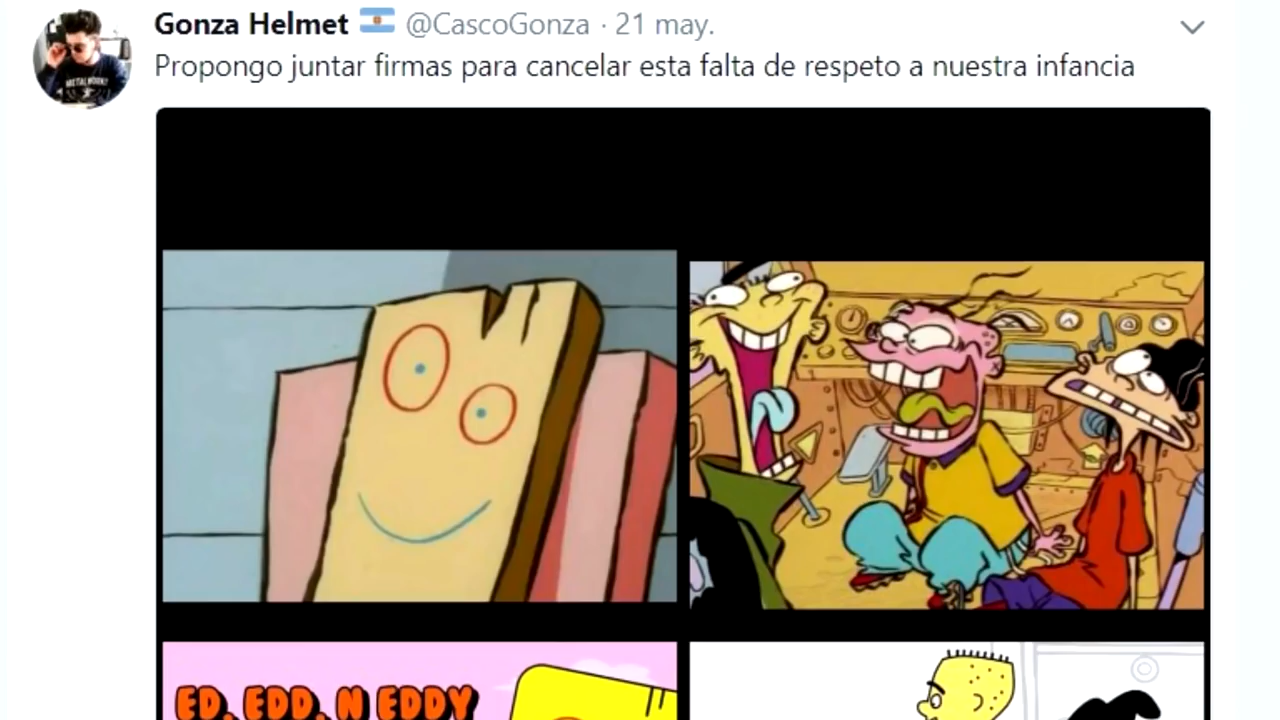 Gonza Helmet @CascoGonza · 21 may.
Propongo juntar firmas para cancelar esta falta de respeto a nuestra infancia
ED, EDD, N EDDY